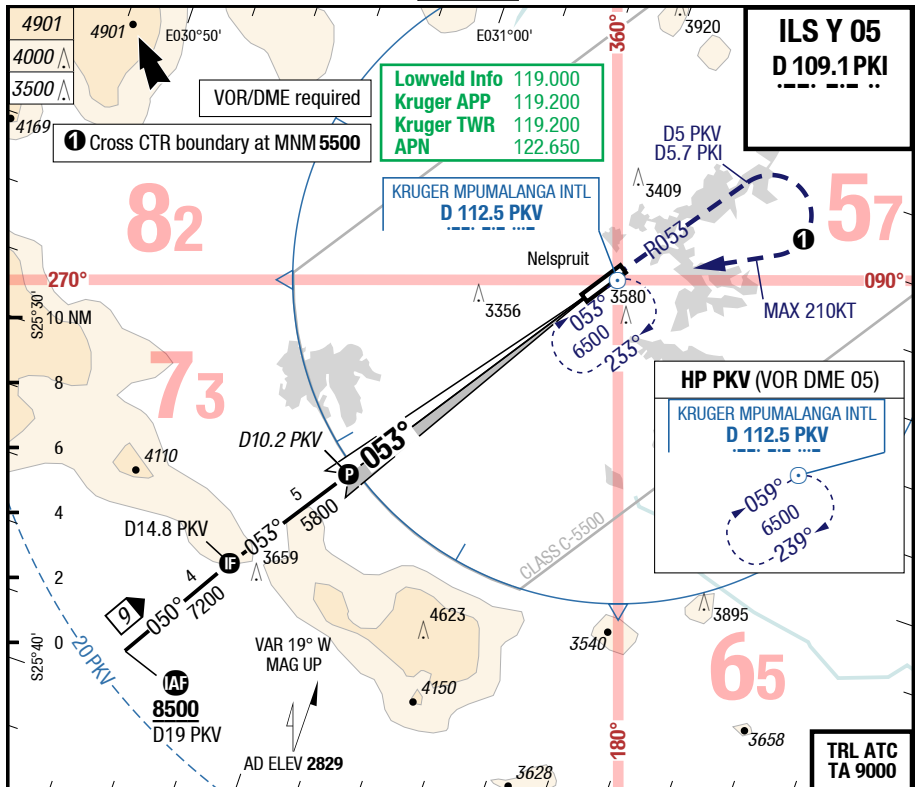 4901
4000
3500
4901
E030°50'
E031°00'
360°
3920
ILS Y 05
D 109.1 PKI
VOR/DME required
Lowveld Info 119.000
Kruger APP 119.200
Kruger TWR 119.200
APN 122.650
4169
1 Cross CTR boundary at MNM 5500
D5 PKV
D5.7 PKI
82
KRUGER MPUMALANGA INTL
D 112.5 PKV
3409
57
R053
1
Nelspruit
270°
090°
S25°30'
10 NM
3356
3580
053°
6500
233°
MAX 210KT
8
73
HP PKV (VOR DME 05)
KRUGER MPUMALANGA INTL
D 112.5 PKV
D10.2 PKV
053°
6
4110
P
059°
6500
239°
5
5800
4
D14.8 PKV
053°
CLASS C-5500
IF
3659
2
4
7200
050°
9
4623
3895
0
S25°40'
20 PKV
VAR 19° W
MAG UP
3540
65
IAF
8500
D19 PKV
4150
180°
3658
AD ELEV 2829
3628
TRL ATC
TA 9000